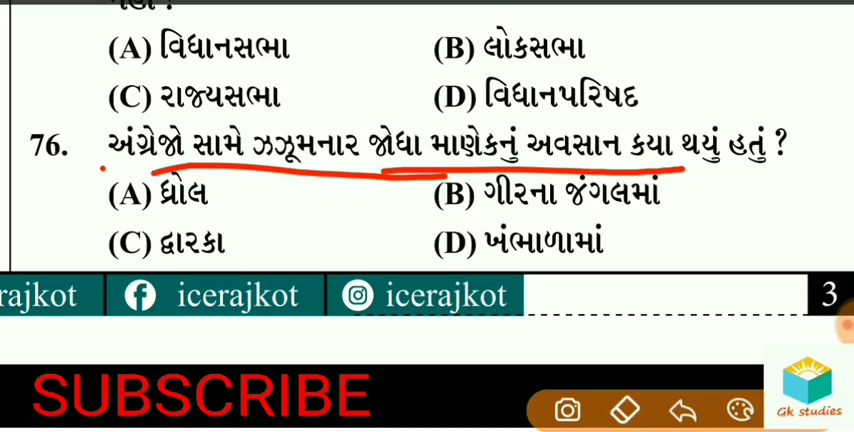 (A) વિધાનસભા (B) લોકસભા
(C) રાજ્યસભા (D) વિધાનપરિષદ
76. અંગ્રેજો સામે ઝઝૂમનાર જોધા માણેકનું અવસાન કયા થયું હતું ?
(A) ધ્રોલ (B) ગીરના જંગલમાં
(C) દ્વારકા (D) ખંભાળામાં
rajkot icerajkot icerajkot 3
SUBSCRIBE
Gk studies